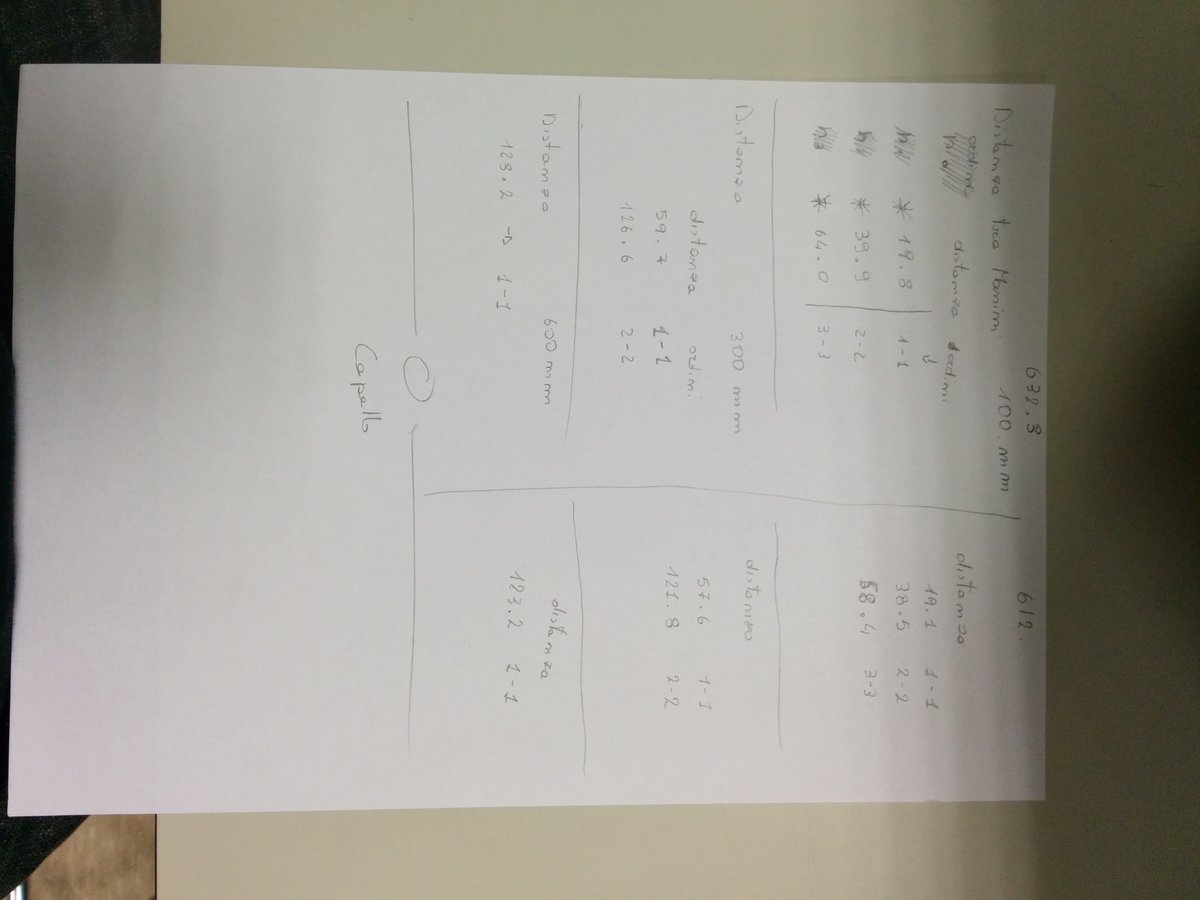 632.8 612.
Distanza tra Massimi 100 mm
distanza ordini distanza
19.1 1-1
* 19.8 1-1 38.5 2-2
* 39.9 2-2 58.4 3-3
* 64.0 3-3
Distanza 300 mm distanza
distanza ordini 57.6 1-1
59.7 1-1 121.8 2-2
126.6 2-2
Distanza 600 mm distanza
128.2 → 1-1 123.2 1-1
Capello